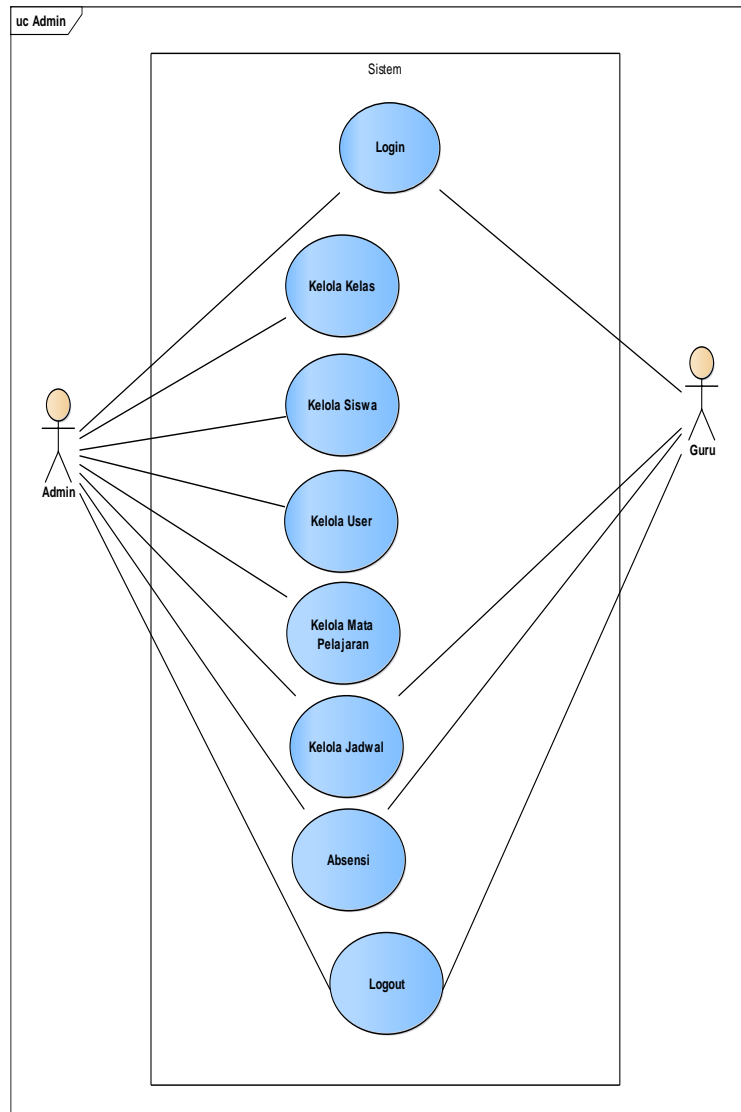 uc Admin
Sistem
Login
Kelola Kelas
Kelola Siswa
Guru
Admin
Kelola User
Kelola Mata
Pelajaran
Kelola Jadwal
Absensi
Logout